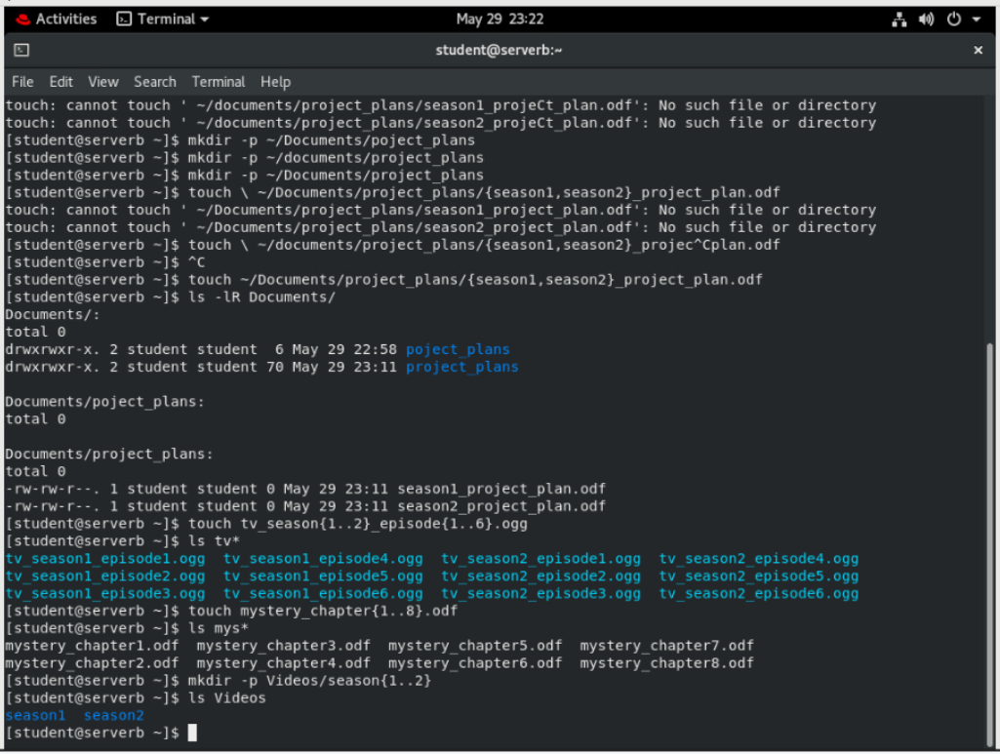 Activities Terminal May 29 23:22
student@serverb:~ ×
File Edit View Search Terminal Help
touch: cannot touch ' ~/documents/project_plans/season1_projeCt_plan.odf': No such file or directory
touch: cannot touch ' ~/documents/project_plans/season2_projeCt_plan.odf': No such file or directory
[student@serverb ~]$ mkdir -p ~/Documents/poject_plans
[student@serverb ~]$ mkdir -p ~/documents/project_plans
[student@serverb ~]$ mkdir -p ~/Documents/project_plans
[student@serverb ~]$ touch \ ~/Documents/project_plans/{season1,season2}_project_plan.odf
touch: cannot touch ' ~/Documents/project_plans/season1_project_plan.odf': No such file or directory
touch: cannot touch ' ~/Documents/project_plans/season2_project_plan.odf': No such file or directory
[student@serverb ~]$ touch \ ~/documents/project_plans/{season1,season2}_projec^Cplan.odf
[student@serverb ~]$ ^C
[student@serverb ~]$ touch ~/Documents/project_plans/{season1,season2}_project_plan.odf
[student@serverb ~]$ ls -lR Documents/
Documents/:
total 0
drwxrwxr-x. 2 student student  6 May 29 22:58 poject_plans
drwxrwxr-x. 2 student student 70 May 29 23:11 project_plans
Documents/poject_plans:
total 0
Documents/project_plans:
total 0
-rw-rw-r--. 1 student student 0 May 29 23:11 season1_project_plan.odf
-rw-rw-r--. 1 student student 0 May 29 23:11 season2_project_plan.odf
[student@serverb ~]$ touch tv_season{1..2}_episode{1..6}.ogg
[student@serverb ~]$ ls tv*
tv_season1_episode1.ogg  tv_season1_episode4.ogg  tv_season2_episode1.ogg  tv_season2_episode4.ogg
tv_season1_episode2.ogg  tv_season1_episode5.ogg  tv_season2_episode2.ogg  tv_season2_episode5.ogg
tv_season1_episode3.ogg  tv_season1_episode6.ogg  tv_season2_episode3.ogg  tv_season2_episode6.ogg
[student@serverb ~]$ touch mystery_chapter{1..8}.odf
[student@serverb ~]$ ls mys*
mystery_chapter1.odf  mystery_chapter3.odf  mystery_chapter5.odf  mystery_chapter7.odf
mystery_chapter2.odf  mystery_chapter4.odf  mystery_chapter6.odf  mystery_chapter8.odf
[student@serverb ~]$ mkdir -p Videos/season{1..2}
[student@serverb ~]$ ls Videos
season1  season2
[student@serverb ~]$